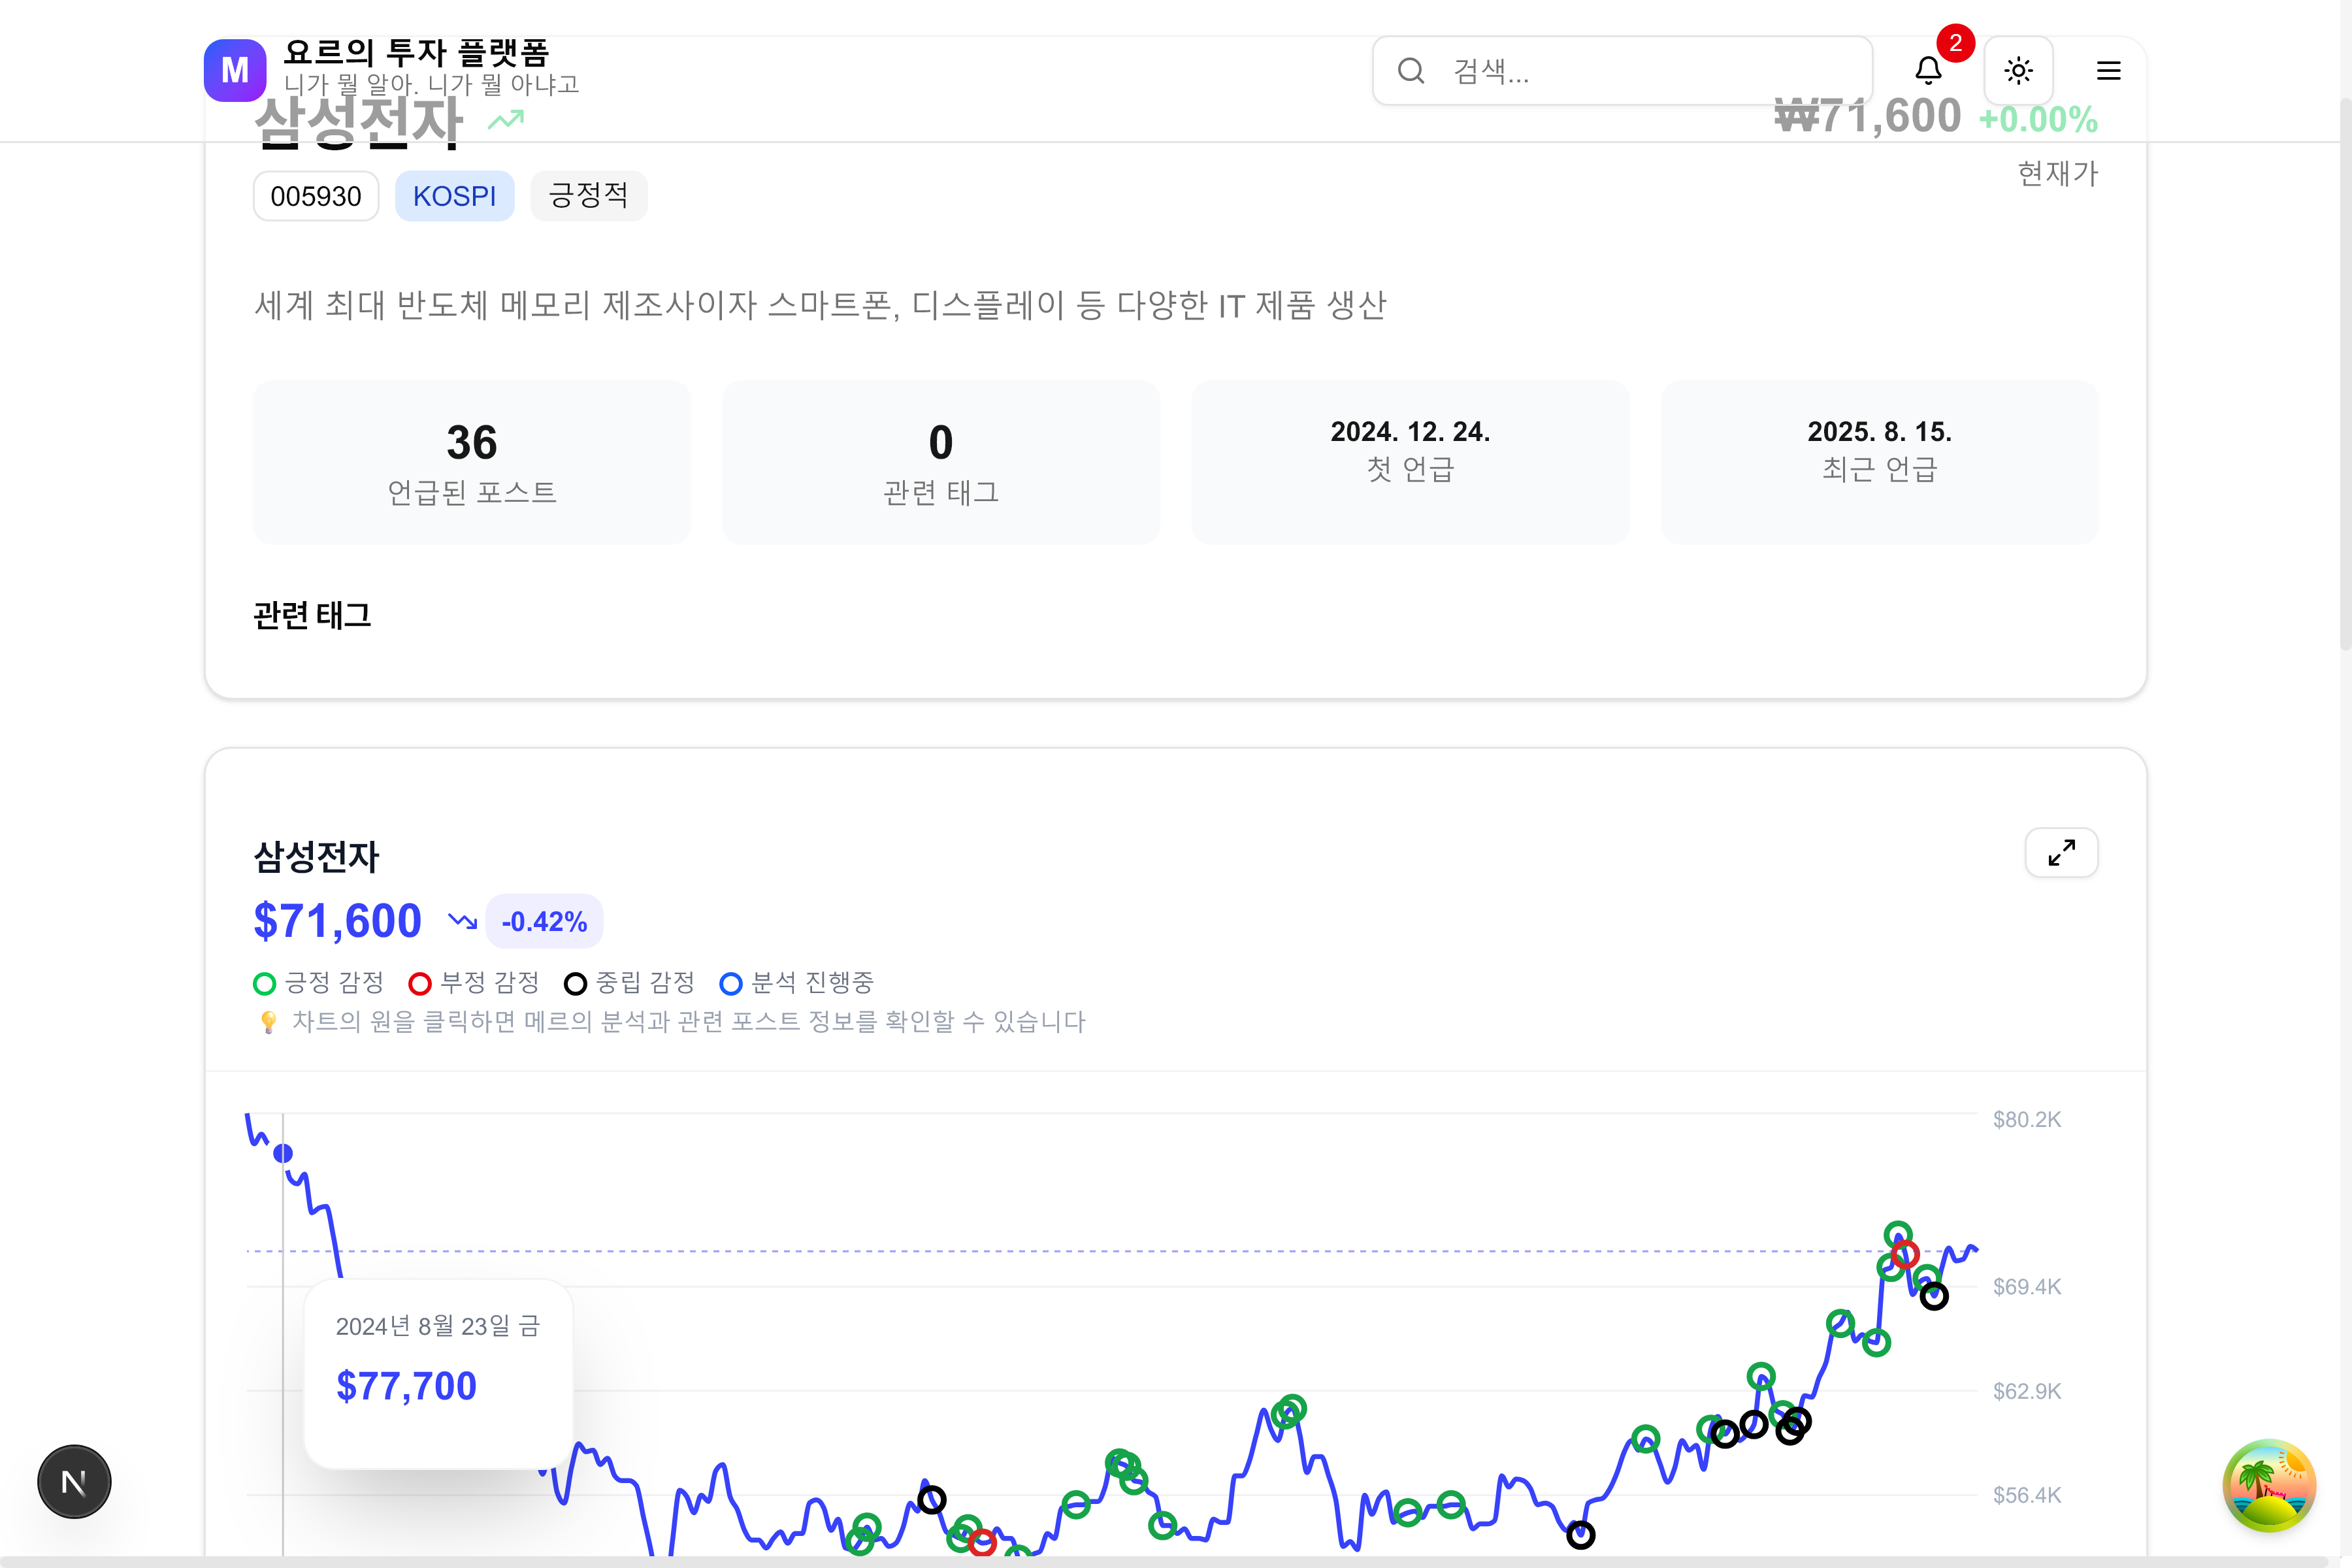 M
요르의 투자 플랫폼
니가 뭘 알아. 니가 뭘 아냐고
검색...
2
삼성전자
₩71,600 +0.00%
현재가
005930
KOSPI
긍정적
세계 최대 반도체 메모리 제조사이자 스마트폰, 디스플레이 등 다양한 IT 제품 생산
36
언급된 포스트
0
관련 태그
2024. 12. 24.
첫 언급
2025. 8. 15.
최근 언급
관련 태그
삼성전자
$71,600
-0.42%
긍정 감정 부정 감정 중립 감정 분석 진행중
차트의 원을 클릭하면 메르의 분석과 관련 포스트 정보를 확인할 수 있습니다
$80.2K
$69.4K
2024년 8월 23일 금
$77,700
$62.9K
$56.4K
N